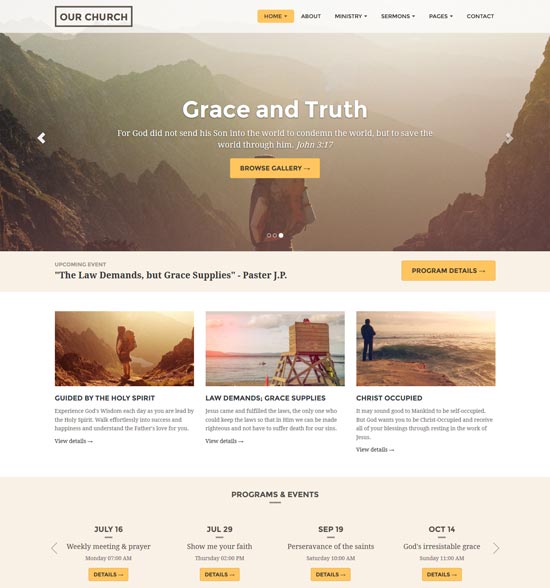 OUR CHURCH
HOME ABOUT MINISTRY SERMONS PAGES CONTACT
Grace and Truth
For God did not send his Son into the world to condemn the world, but to save the
world through him. John 3:17
BROWSE GALLERY →
UPCOMING EVENT
"The Law Demands, but Grace Supplies" - Paster J.P.
PROGRAM DETAILS →
GUIDED BY THE HOLY SPIRIT
Experience God's Wisdom each day as you are lead by
the Holy Spirit. Walk effortlessly into success and
happiness and understand the Father's love for you.
View details →
LAW DEMANDS; GRACE SUPPLIES
Jesus came and fulfilled the laws, the only one who
could keep the laws so that in Him we can be made
righteous and not have to suffer death for our sins.
View details →
CHRIST OCCUPIED
It may sound good to Mankind to be self-occupied.
But God wants you to be Christ-Occupied and receive
all of your blessings through resting in the work of
Jesus.
View details →
PROGRAMS & EVENTS
JULY 16
Weekly meeting & prayer
Monday 07:00 AM
DETAILS →
JUL 29
Show me your faith
Thursday 02:00 PM
DETAILS →
SEP 19
Perseravance of the saints
Saturday 10:00 AM
DETAILS →
OCT 14
God's irresistable grace
Sunday 11:00 AM
DETAILS →